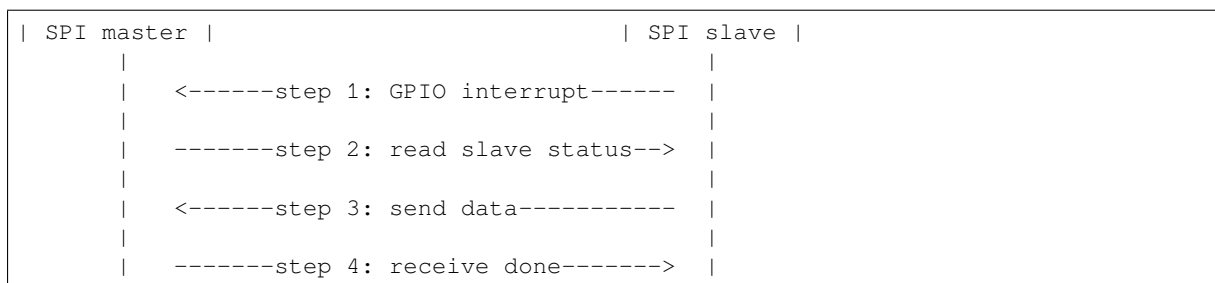 | SPI master |                                  | SPI slave |
       |                                                |
       |   <------step 1: GPIO interrupt------  |
       |                                                |
       |   -------step 2: read slave status-->  |
       |                                                |
       |   <------step 3: send data-----------  |
       |                                                |
       |   -------step 4: receive done------->  |